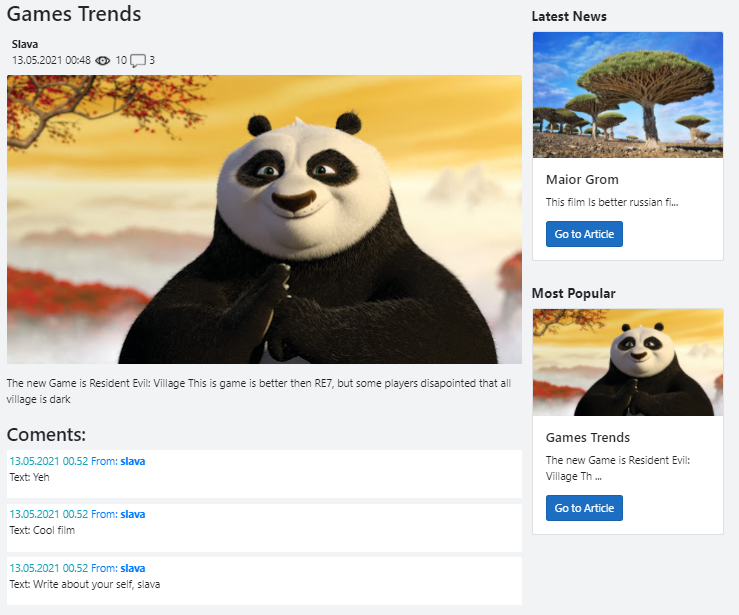 Games Trends
Slava
13.05.2021 00:48 10 3
The new Game is Resident Evil: Village This is game is better then RE7, but some players disapointed that all
village is dark
Coments:
13.05.2021 00.52 From: slava
Text: Yeh
13.05.2021 00.52 From: slava
Text: Cool film
13.05.2021 00.52 From: slava
Text: Write about your self, slava
Latest News
Maior Grom
This film Is better russian fi...
Go to Article
Most Popular
Games Trends
The new Game is Resident Evil:
Village Th ...
Go to Article